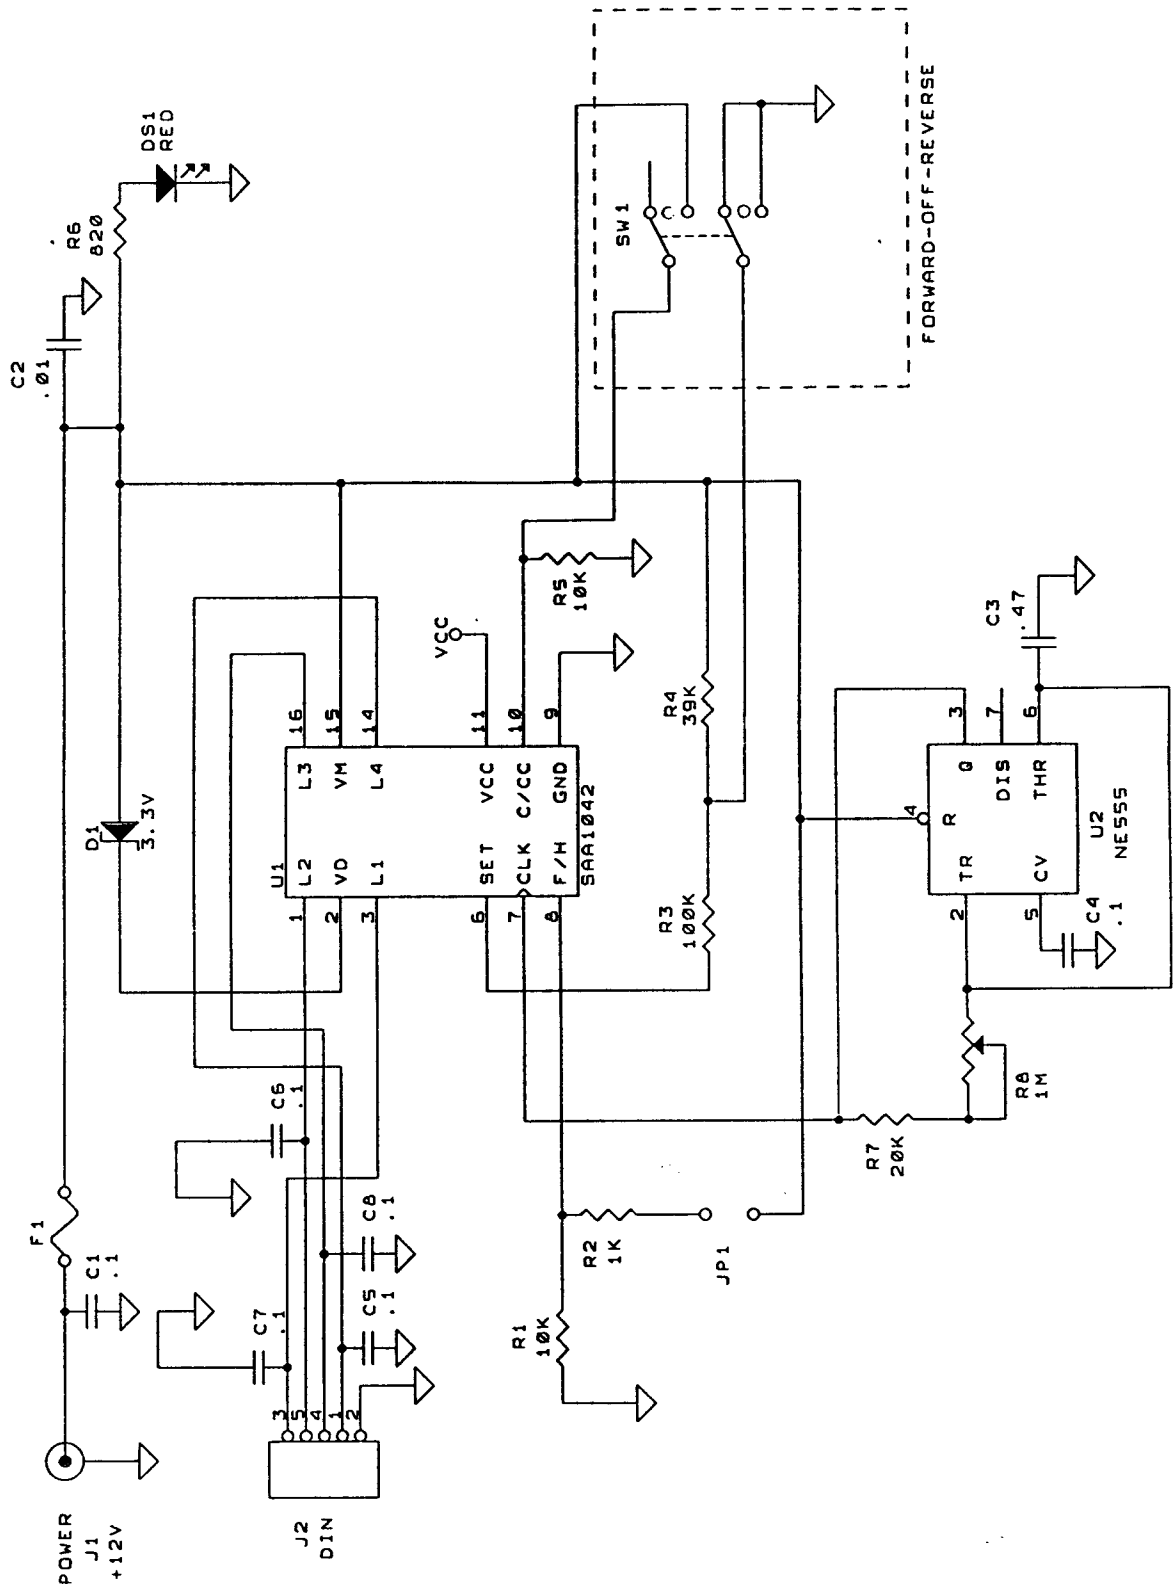 POWER
J1
+12V
F1
C1
.1
C2
.01
R6
820
DS1
RED
D1
3.3V
C7
.1
C6
.1
C8
.1
C5
.1
J2
DIN
3
5
4
1
2
U1
1
L2
L3
16
2
VD
VM
15
3
L1
L4
14
6
SET
VCC
11
7
CLK
C/CC
10
8
F/H
GND
9
SAA1042
VCC
R5
10K
SW1
FORWARD-OFF-REVERSE
R1
10K
R2
1K
JP1
R3
100K
R4
39K
R7
20K
R8
1M
4
R
2
TR
Q
3
DIS
7
5
CV
THR
6
U2
NE555
C4
.1
C3
.47